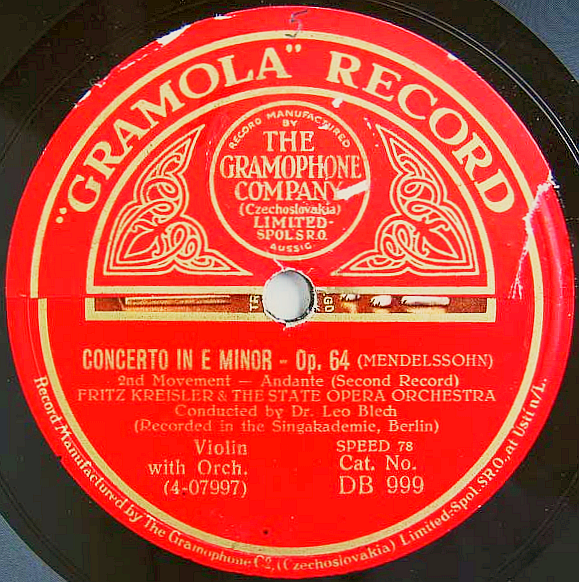 5
"GRAMOLA" RECORD
RECORD MANUFACTURED
BY
THE
GRAMOPHONE
COMPANY
(Czechoslovakia)
LIMITED-
SPOL.S.R.O.
AUSSIG.
CONCERTO IN E MINOR - Op. 64 (MENDELSSOHN)
2nd Movement — Andante (Second Record)
FRITZ KREISLER & THE STATE OPERA ORCHESTRA
Conducted by Dr. Leo Blech
(Recorded in the Singakademie, Berlin)
Violin SPEED 78
with Orch. Cat. No.
(4-07997) DB 999
Record Manufactured by The Gramophone Co., (Czechoslovakia) Limited-Spol.S.R.O., at Usti n/L.